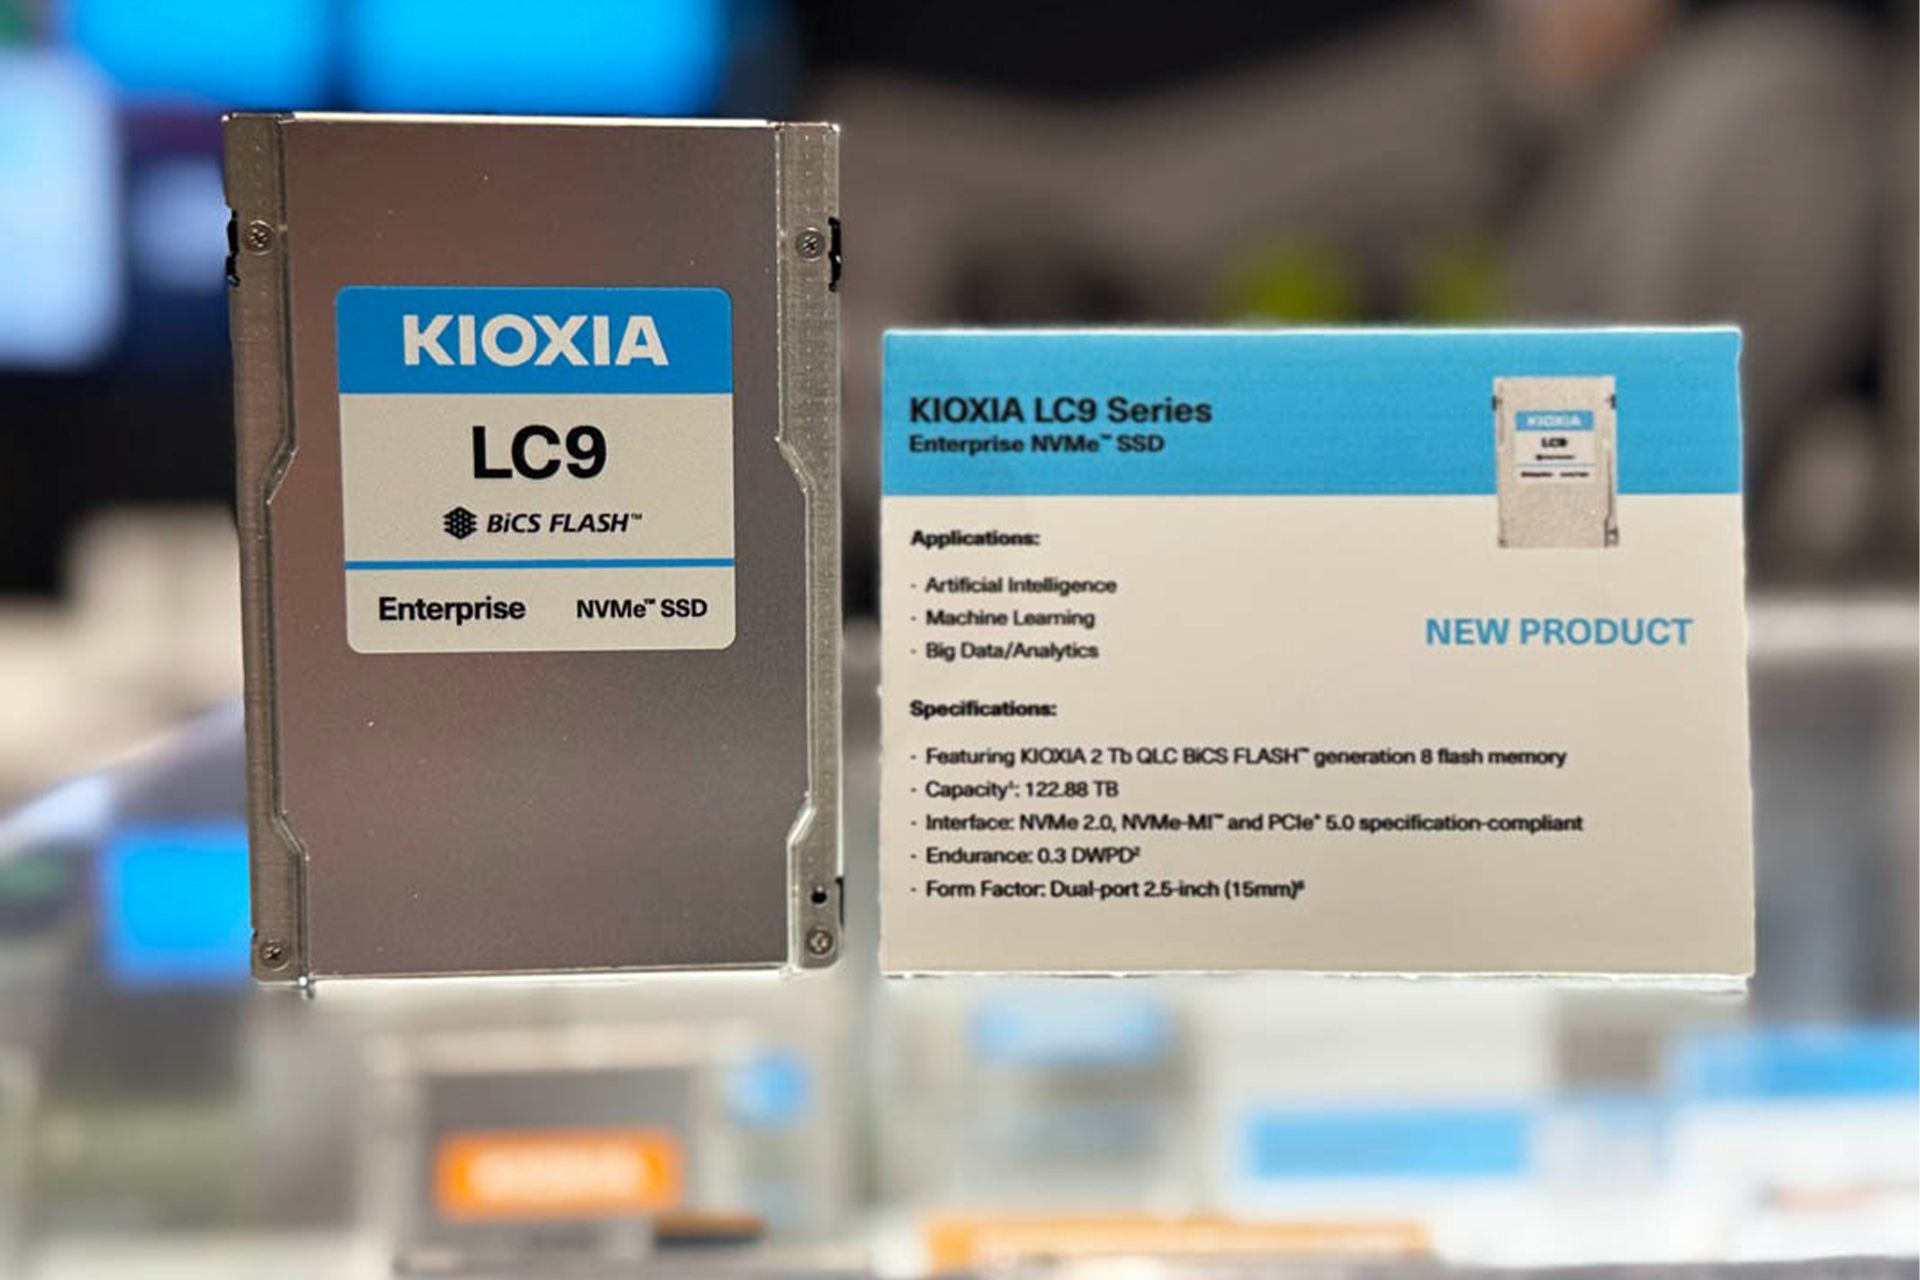 KIOXIA
LC9
BiCS FLASH™
Enterprise NVMe™ SSD
KIOXIA LC9 Series
Enterprise NVMe™ SSD
KIOXIA
LC9
Applications:
· Artificial Intelligence
· Machine Learning
· Big Data/Analytics
NEW PRODUCT
Specifications:
· Featuring KIOXIA 2 Tb QLC BiCS FLASH™ generation 8 flash memory
· Capacity¹: 122.88 TB
· Interface: NVMe 2.0, NVMe-MI™ and PCIe® 5.0 specification-compliant
· Endurance: 0.3 DWPD²
· Form Factor: Dual-port 2.5-inch (15mm)
KIOXIA